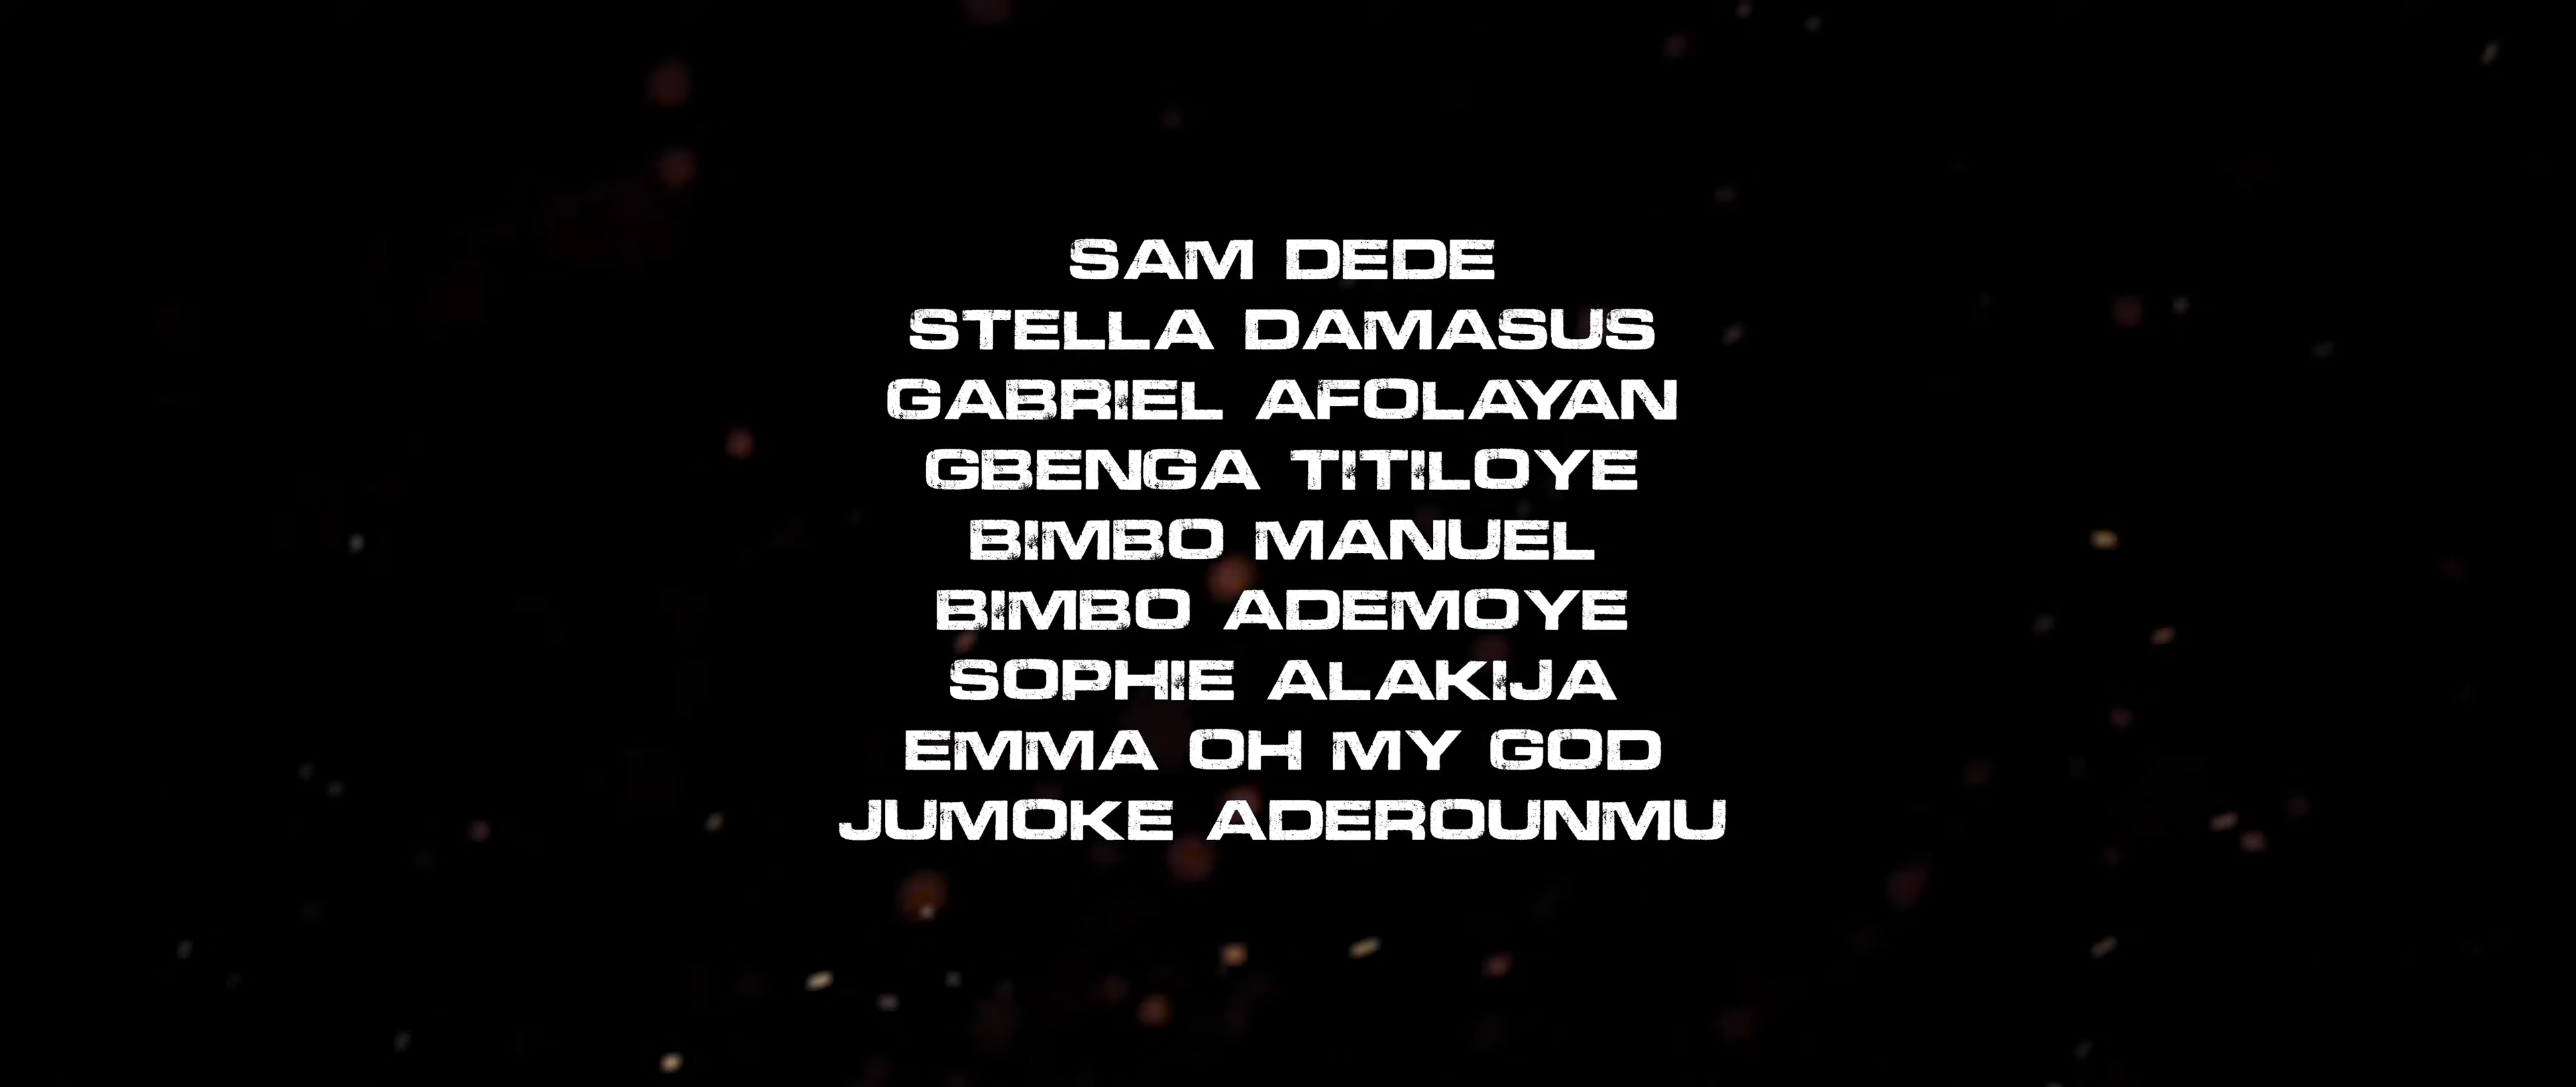 SAM DEDE
STELLA DAMASUS
GABRIEL AFOLAYAN
GBENGA TITILOYE
BIMBO MANUEL
BIMBO ADEMOYE
SOPHIE ALAKIJA
EMMA OH MY GOD
JUMOKE ADEROUNMU